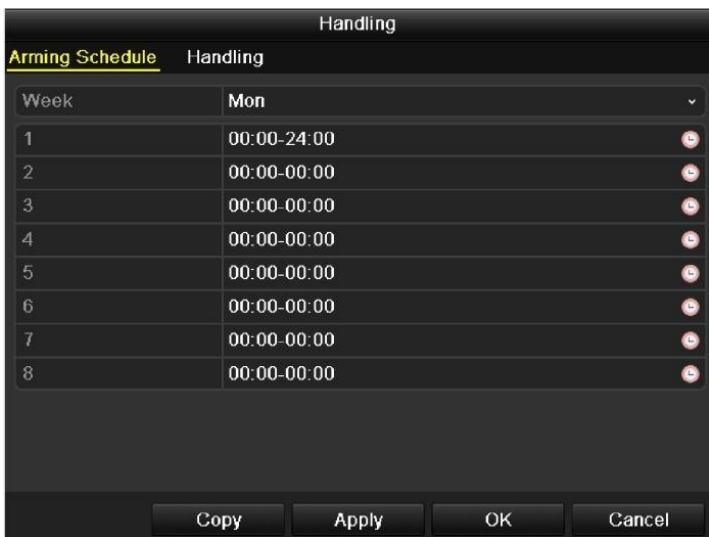 Handling
Arming Schedule Handling
Week Mon
1 00:00-24:00
2 00:00-00:00
3 00:00-00:00
4 00:00-00:00
5 00:00-00:00
6 00:00-00:00
7 00:00-00:00
8 00:00-00:00
Copy Apply OK Cancel